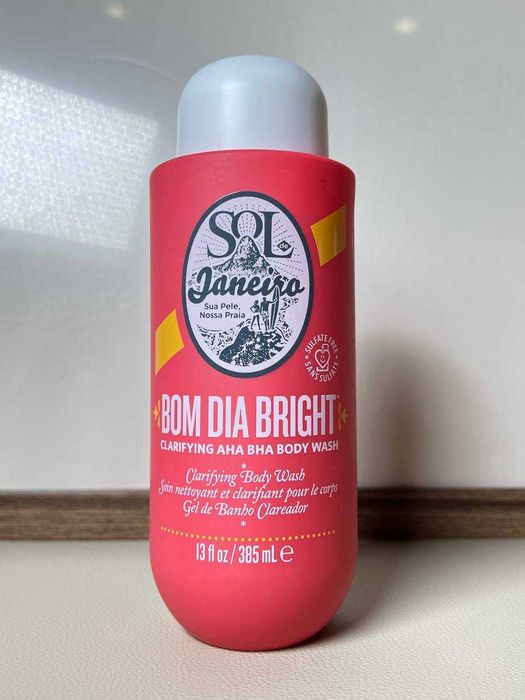 SOL de
Janeiro
Sua Pele,
Nossa Praia
SULFATE FREE
SANS SULFATE
BOM DIA BRIGHT™
CLARIFYING AHA BHA BODY WASH
*
Clarifying Body Wash
Soin nettoyant et clarifiant pour le corps
Gel de Banho Clareador
*
13 fl oz / 385 mL ℮